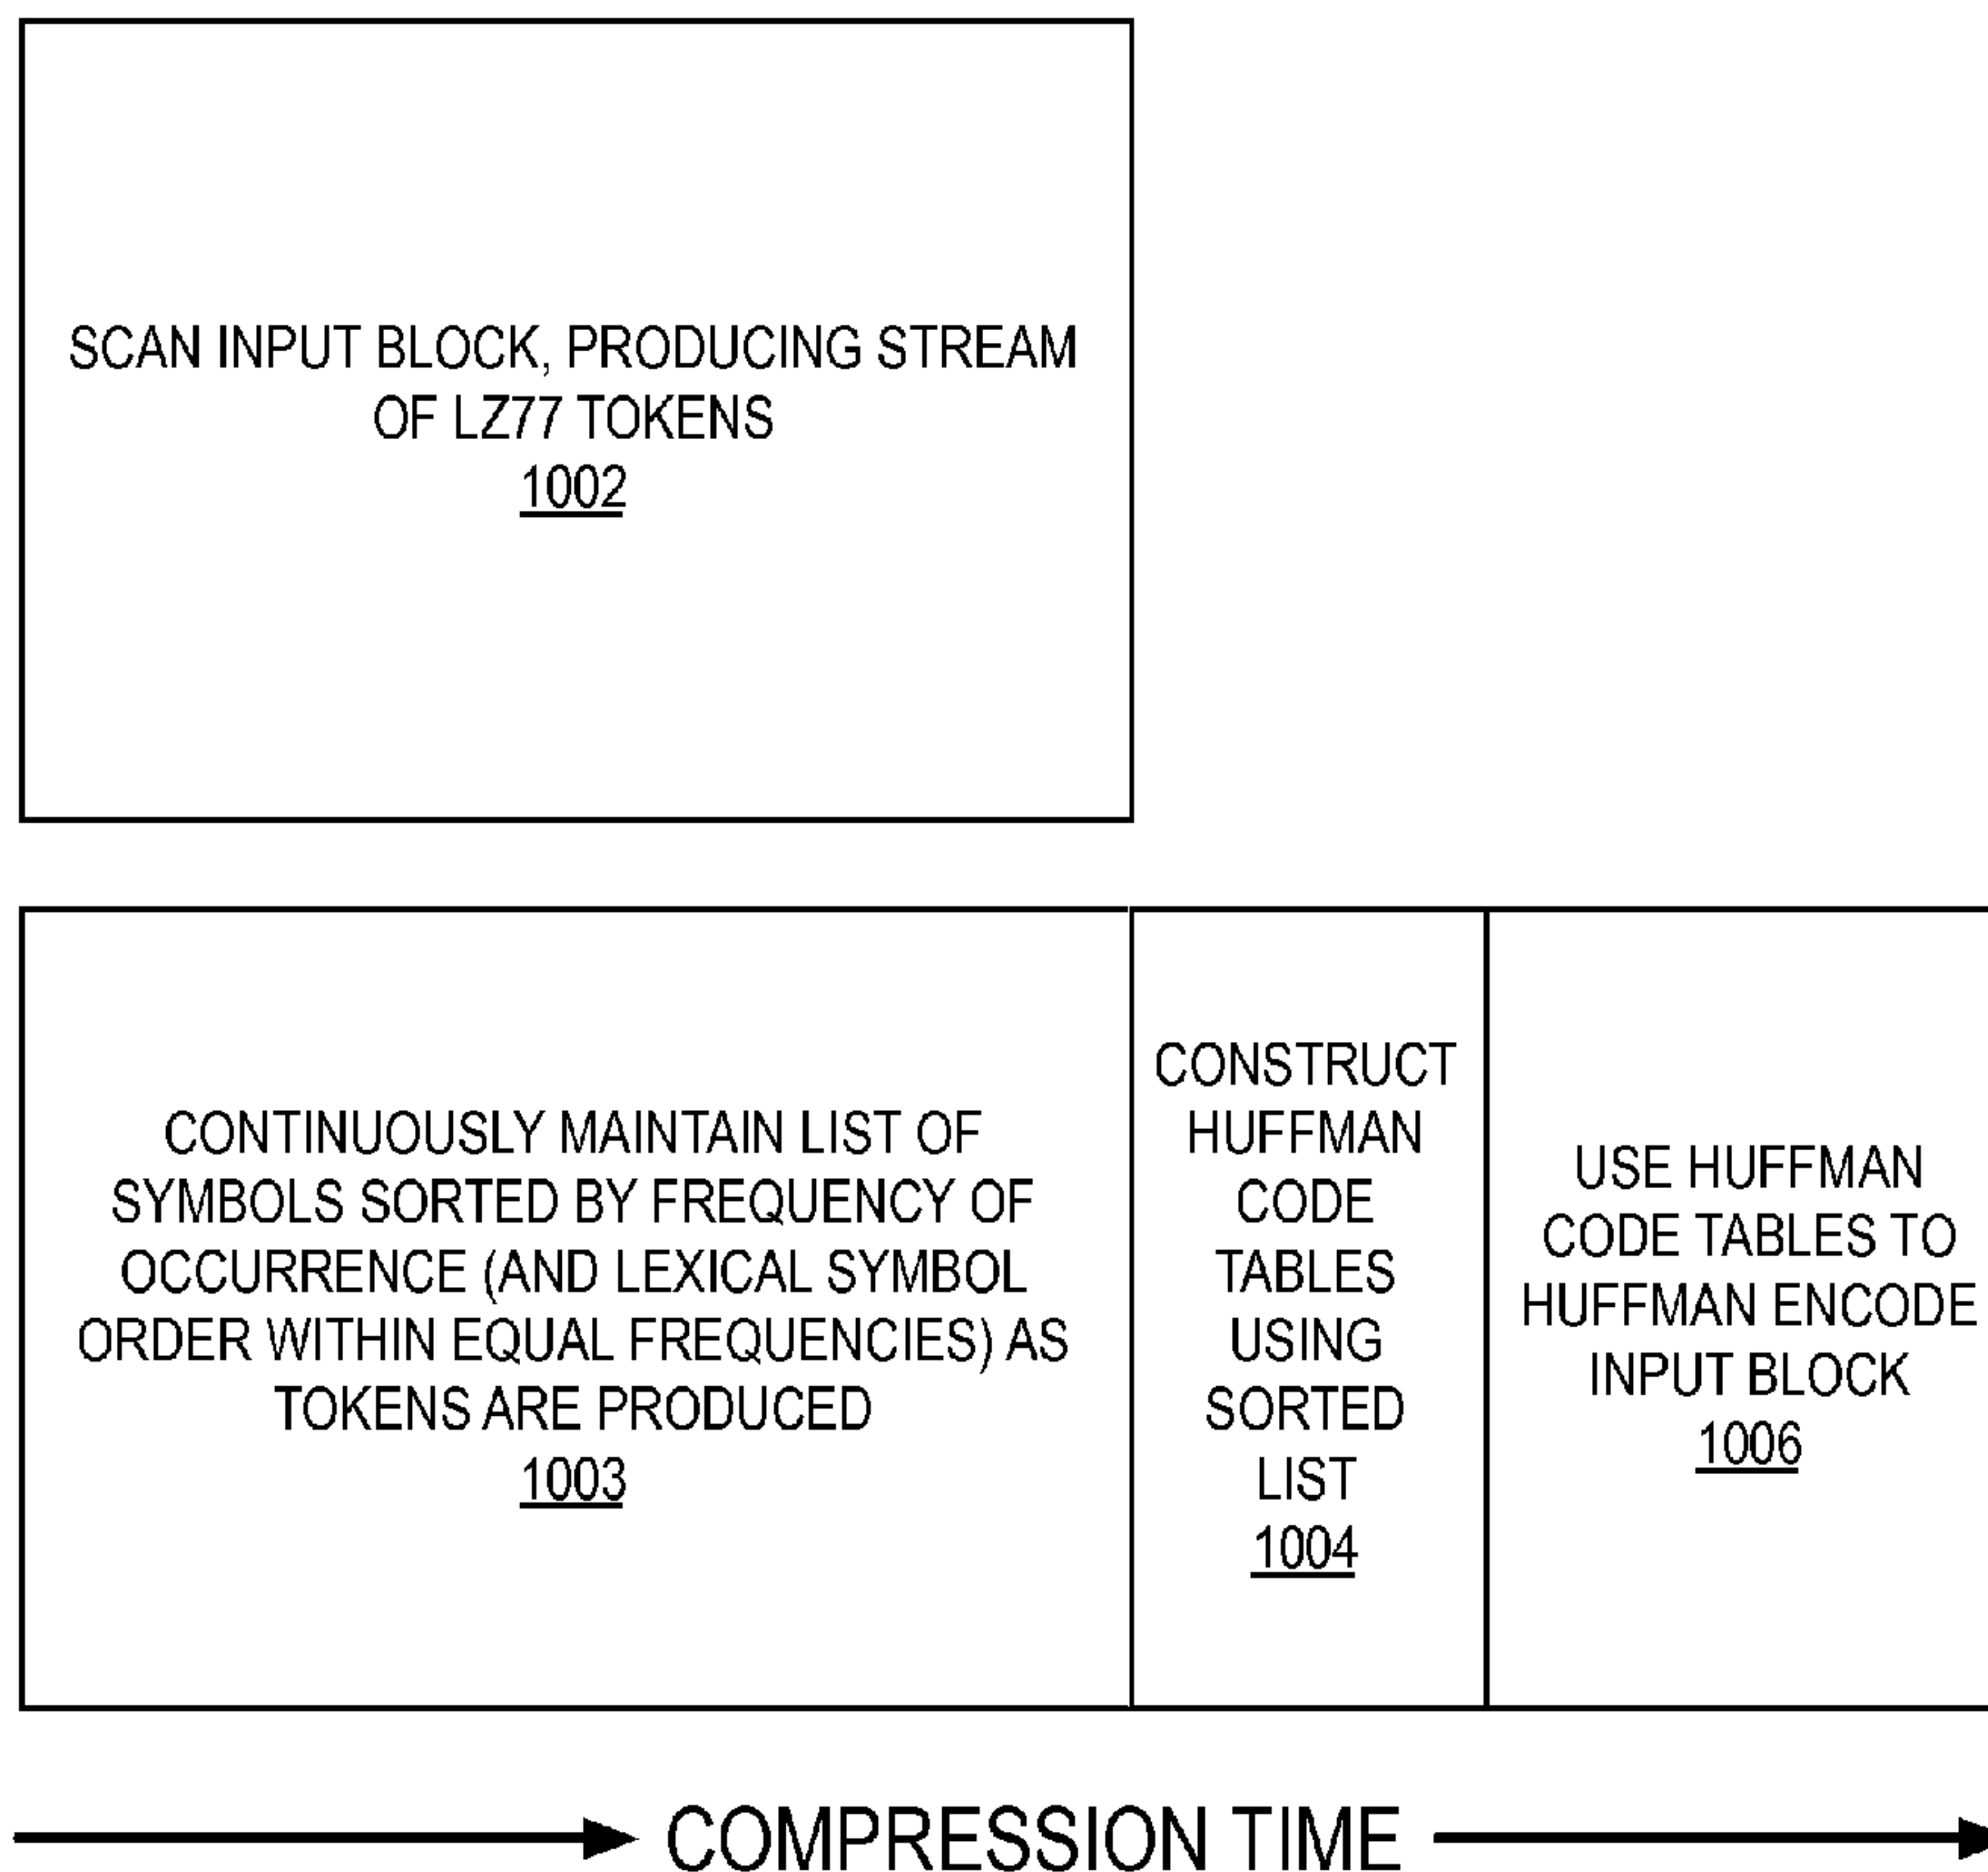 SCAN INPUT BLOCK, PRODUCING STREAM
OF LZ77 TOKENS
1002
CONTINUOUSLY MAINTAIN LIST OF
SYMBOLS SORTED BY FREQUENCY OF
OCCURRENCE (AND LEXICAL SYMBOL
ORDER WITHIN EQUAL FREQUENCIES) AS
TOKENS ARE PRODUCED
1003
CONSTRUCT
HUFFMAN
CODE
TABLES
USING
SORTED
LIST
1004
USE HUFFMAN
CODE TABLES TO
HUFFMAN ENCODE
INPUT BLOCK
1006
COMPRESSION TIME